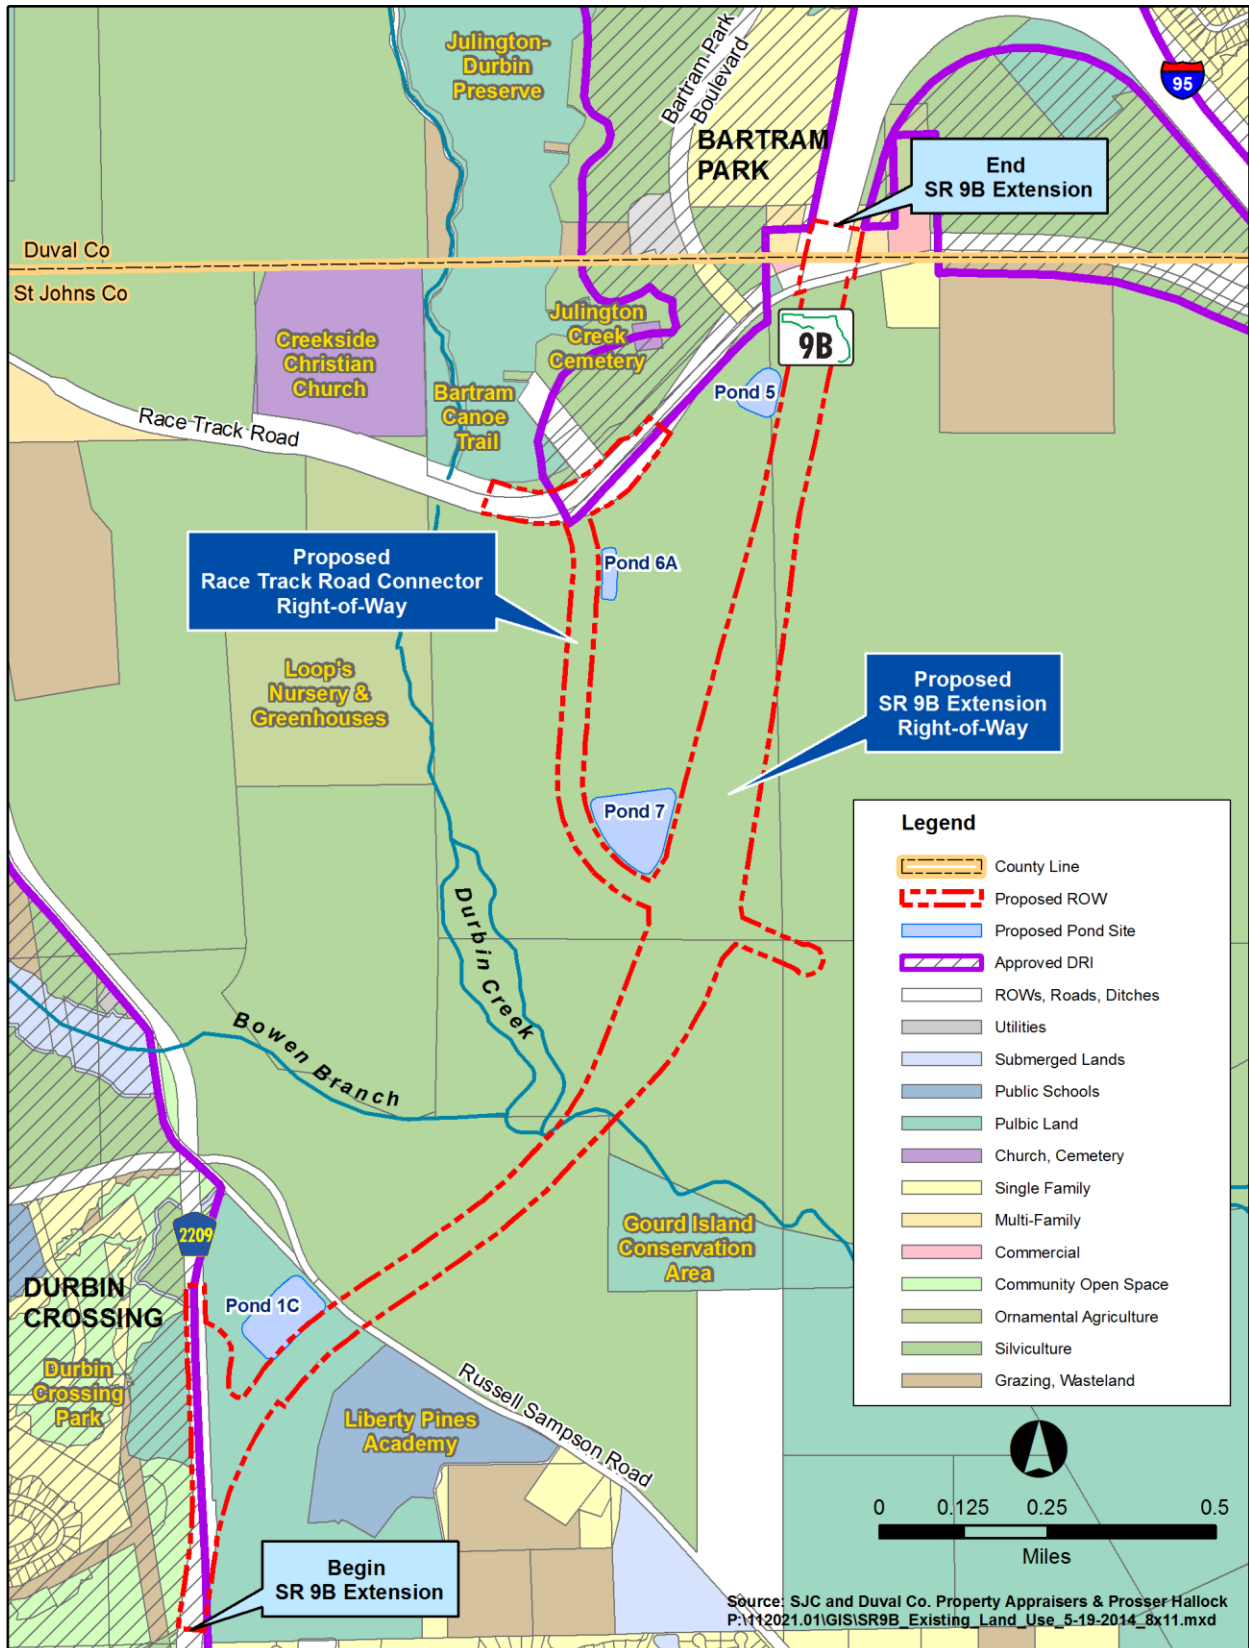 Julington-
Durbin
Preserve
Bartram Park
Boulevard
95
BARTRAM
PARK
End
SR 9B Extension
Duval Co
St Johns Co
Creekside
Christian
Church
Julington
Creek
Cemetery
9B
Bartram
Canoe
Trail
Pond 5
Race Track Road
Proposed
Race Track Road Connector
Right-of-Way
Pond 6A
Loop's
Nursery &
Greenhouses
Proposed
SR 9B Extension
Right-of-Way
Pond 7
Durbin Creek
Bowen Branch
Legend
County Line
Proposed ROW
Proposed Pond Site
Approved DRI
ROWs, Roads, Ditches
Utilities
Submerged Lands
Public Schools
Pulbic Land
Church, Cemetery
Single Family
Multi-Family
Commercial
Community Open Space
Ornamental Agriculture
Silviculture
Grazing, Wasteland
2209
Gourd Island
Conservation
Area
DURBIN
CROSSING
Pond 1C
Durbin
Crossing
Park
Liberty Pines
Academy
Russell Sampson Road
0 0.125 0.25 0.5
Miles
Begin
SR 9B Extension
Source: SJC and Duval Co. Property Appraisers & Prosser Hallock
P:\112021.01\GIS\SR9B_Existing_Land_Use_5-19-2014_8x11.mxd